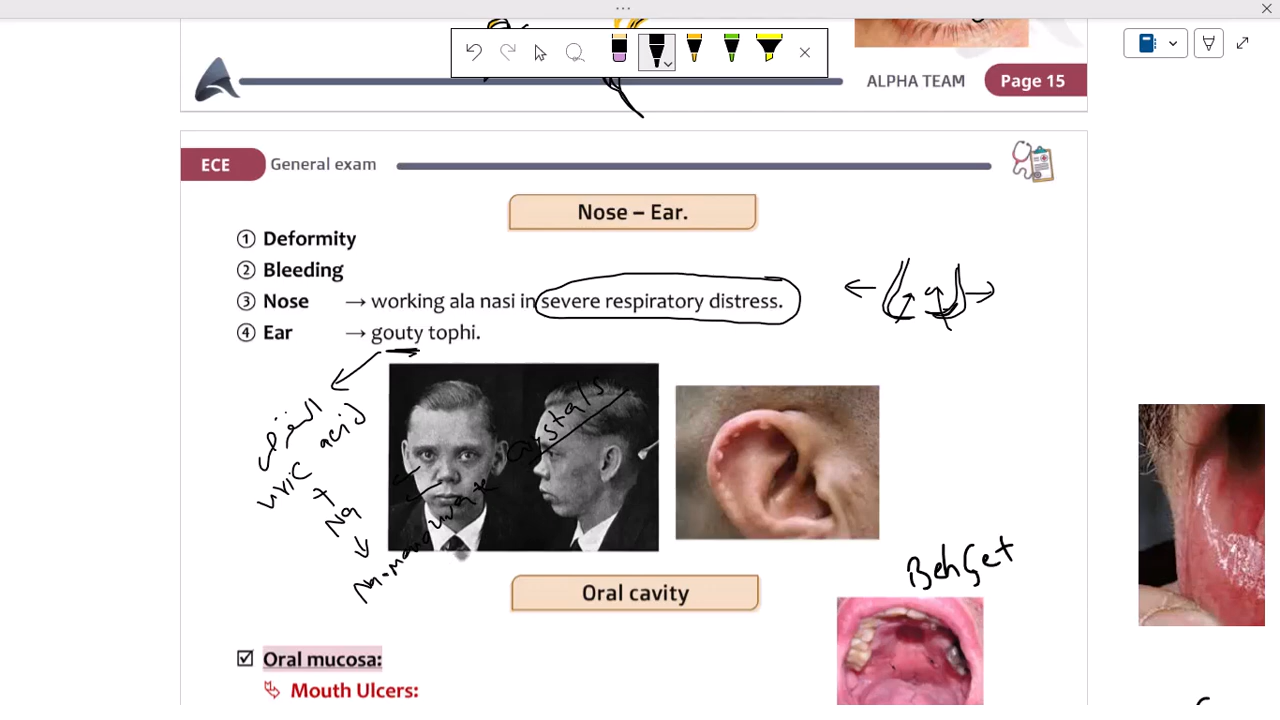 ALPHA TEAM
Page 15
ECE
General exam
Nose – Ear.
① Deformity
② Bleeding
③ Nose → working ala nasi in severe respiratory distress.
④ Ear → gouty tophi.
uric acid
+
Na
↓
crystals
Behçet
Oral cavity
☑ Oral mucosa:
Mouth Ulcers: